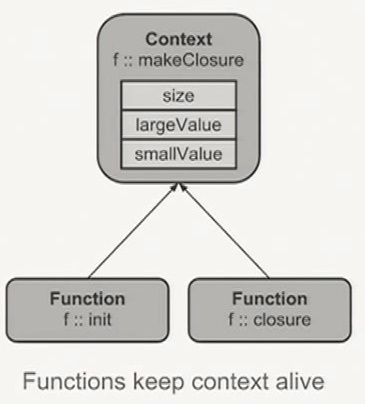 Context
f :: makeClosure
size
largeValue
smallValue
Function
f :: init
Function
f :: closure
Functions keep context alive